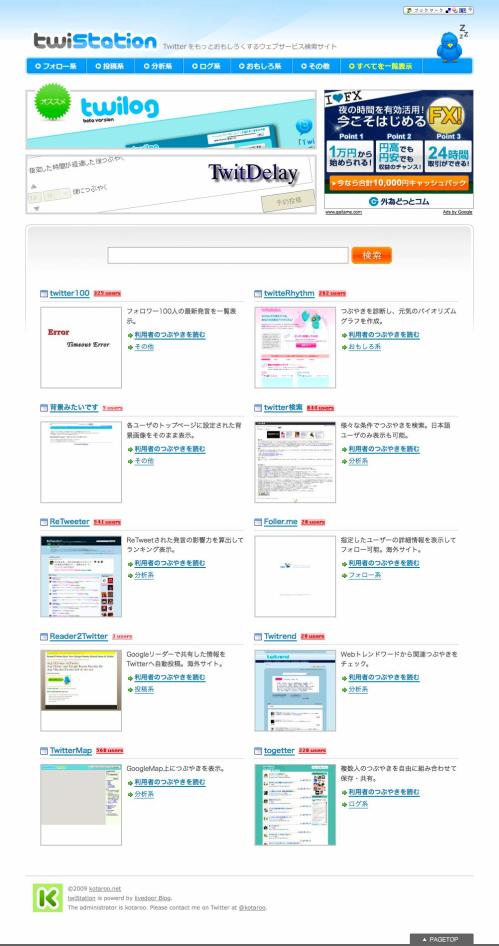 ブックマーク
twiStation
Twitter をもっとおもしろくするウェブサービス検索サイト
Z z z
フォロー系 投稿系 分析系 ログ系 おもしろ系 その他 すべてを一覧表示
オススメ
twilog
beta version
TwitDelay
予約投稿
I ♥ FX
夜の時間を有効活用!
今こそはじめるFX!
Point 1 Point 2 Point 3
1万円から始められる!
円高でも円安でも収益のチャンス!
24時間取引ができる!
今なら合計10,000円キャッシュバック
外為どっとコム
www.gaitame.com Ads by Google
検索
twitter100 325 users
フォロワー100人の最新発言を一覧表
示。
利用者のつぶやきを読む
その他
Error
Timeout Error
twitteRhythm 262 users
つぶやきを診断し、元気のバイオリズム
グラフを作成。
利用者のつぶやきを読む
おもしろ系
背景みたいです 5 users
各ユーザのトップページに設定された背
景画像をそのまま表示。
利用者のつぶやきを読む
その他
twitter検索 844 users
様々な条件でつぶやきを検索。日本語
ユーザのみ表示も可能。
利用者のつぶやきを読む
分析系
ReTweeter 541 users
ReTweetされた発言の影響力を算出して
ランキング表示。
利用者のつぶやきを読む
分析系
Foller.me 26 users
指定したユーザーの詳細情報を表示して
フォロー可能。海外サイト。
利用者のつぶやきを読む
フォロー系
Reader2Twitter 3 users
Googleリーダーで共有した情報を
Twitterへ自動投稿。海外サイト。
利用者のつぶやきを読む
投稿系
Twitrend 20 users
Webトレンドワードから関連つぶやきを
チェック。
利用者のつぶやきを読む
分析系
TwitterMap 568 users
GoogleMap上につぶやきを表示。
利用者のつぶやきを読む
分析系
togetter 228 users
複数人のつぶやきを自由に組み合わせて
保存・共有。
利用者のつぶやきを読む
ログ系
K
©2009 kotaroo.net
twiStation is powerd by livedoor Blog.
The administrator is kotaroo. Please contact me on Twitter at @kotaroo.
▲ PAGETOP